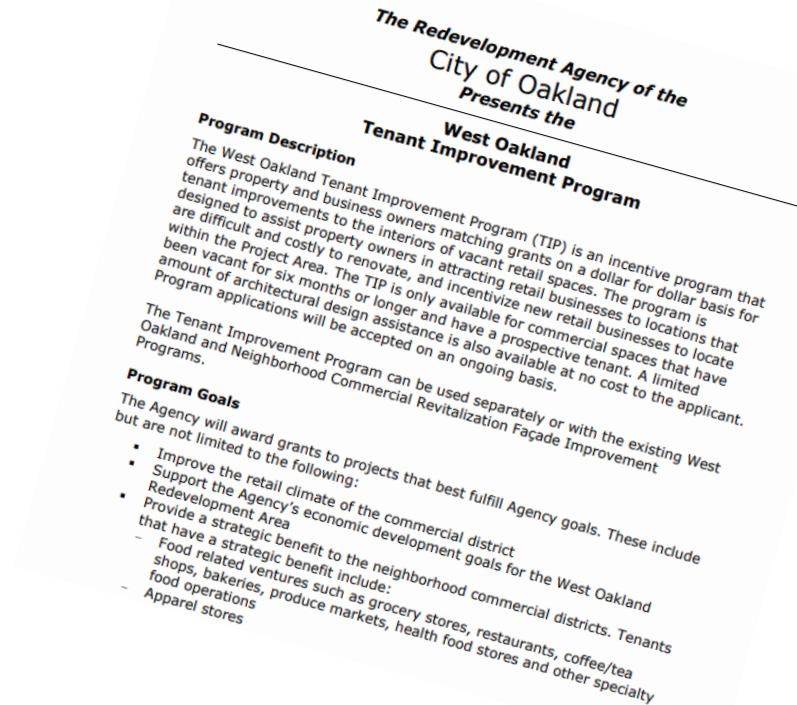 The Redevelopment Agency of the
City of Oakland
Presents the
West Oakland
Tenant Improvement Program
Program Description
The West Oakland Tenant Improvement Program (TIP) is an incentive program that
offers property and business owners matching grants on a dollar for dollar basis for
tenant improvements to the interiors of vacant retail spaces. The program is
designed to assist property owners in attracting retail businesses to locations that
are difficult and costly to renovate, and incentivize new retail businesses to locate
within the Project Area. The TIP is only available for commercial spaces that have
been vacant for six months or longer and have a prospective tenant. A limited
amount of architectural design assistance is also available at no cost to the applicant.
Program applications will be accepted on an ongoing basis.
The Tenant Improvement Program can be used separately or with the existing West
Oakland and Neighborhood Commercial Revitalization Façade Improvement
Programs.
Program Goals
The Agency will award grants to projects that best fulfill Agency goals. These include
but are not limited to the following:
▪ Improve the retail climate of the commercial district
▪ Support the Agency's economic development goals for the West Oakland
Redevelopment Area
▪ Provide a strategic benefit to the neighborhood commercial districts. Tenants
that have a strategic benefit include:
– Food related ventures such as grocery stores, restaurants, coffee/tea
shops, bakeries, produce markets, health food stores and other specialty
food operations
– Apparel stores